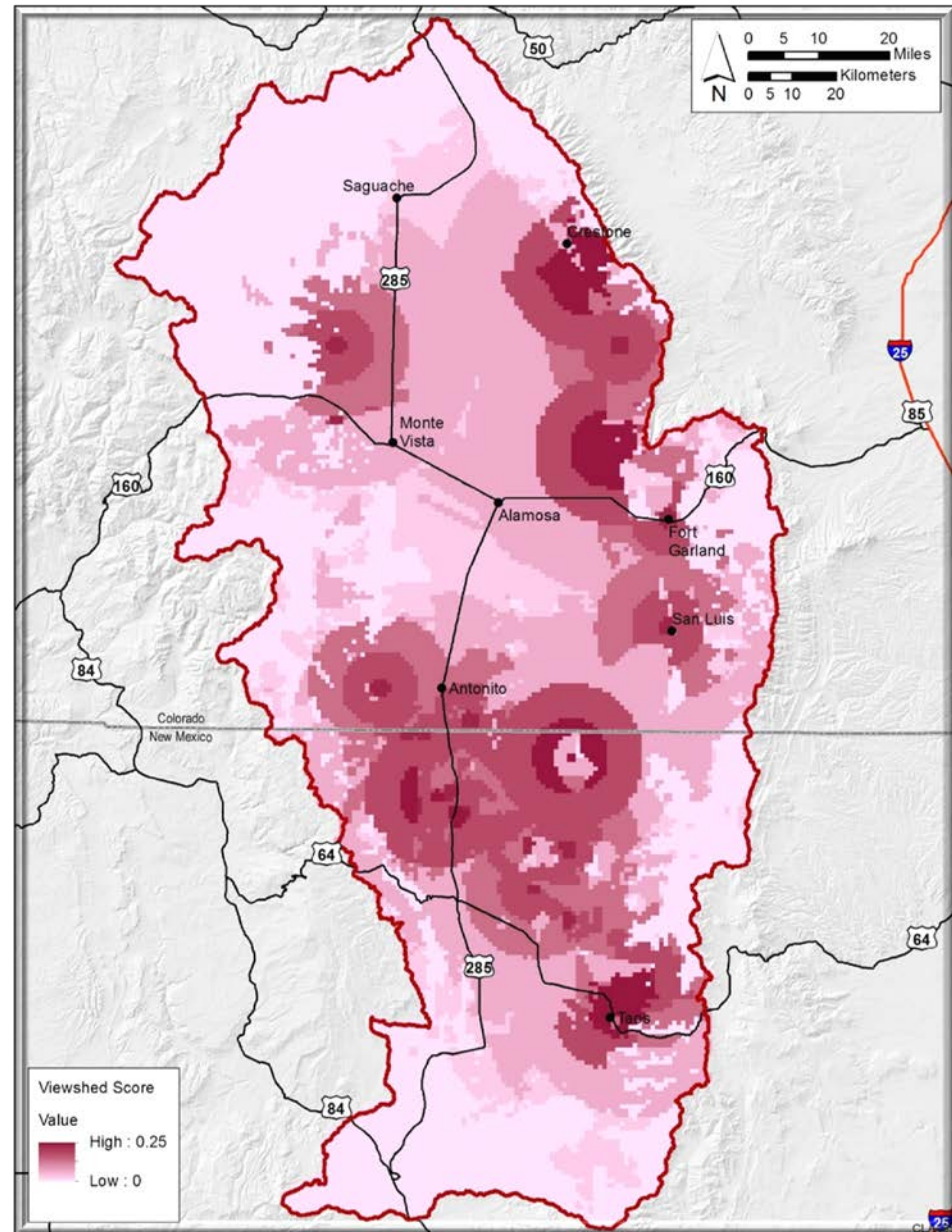 50
0 5 10 20
Miles
Kilometers
0 5 10 20
N
Saguache
Crestone
285
25
85
Monte
Vista
160
160
Alamosa
Fort
Garland
San Luis
84
Antonito
Colorado
New Mexico
64
64
285
Taos
84
Viewshed Score
Value
High : 0.25
Low : 0
25